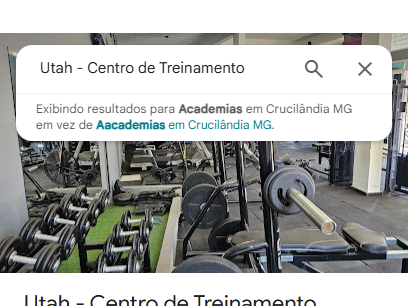 Utah - Centro de Treinamento
Exibindo resultados para Academias em Crucilândia MG
em vez de Aacademias em Crucilândia MG.
Utah - Centro de Treinamento